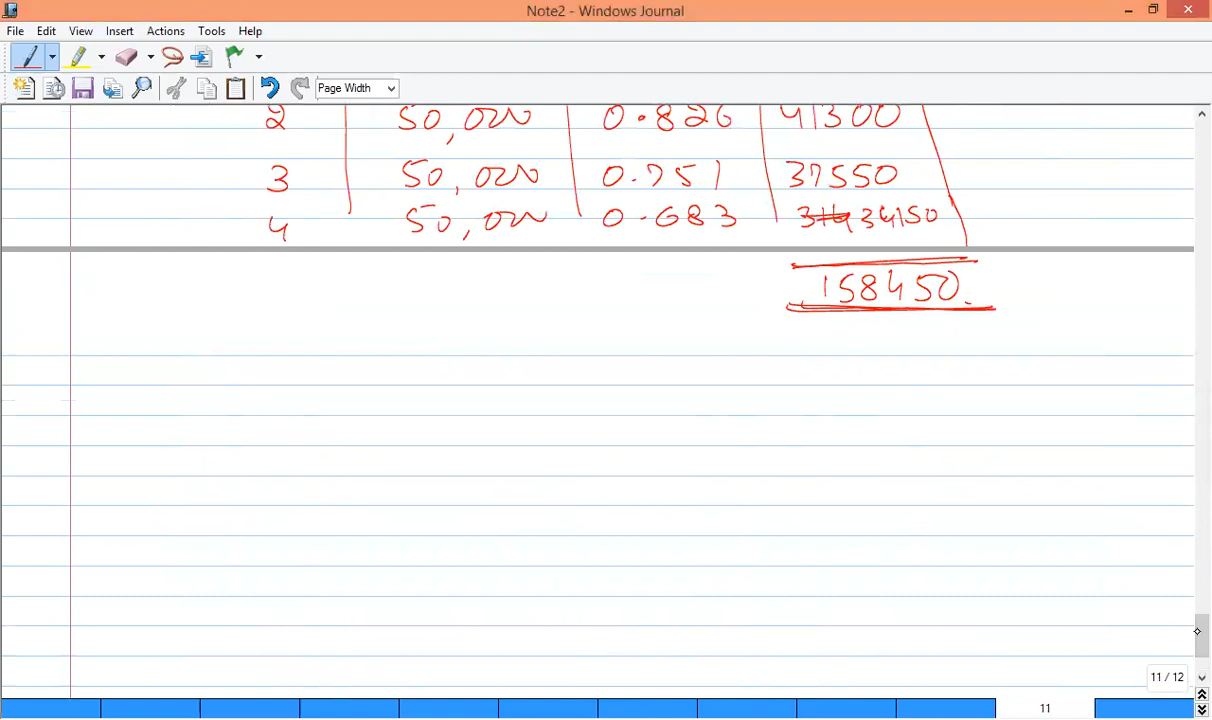 Note2 - Windows Journal
File Edit View Insert Actions Tools Help
Page Width
2 50,000 0.826 41300
3 50,000 0.751 37550
4 50,000 0.683 34150
158450.
11 / 12
11